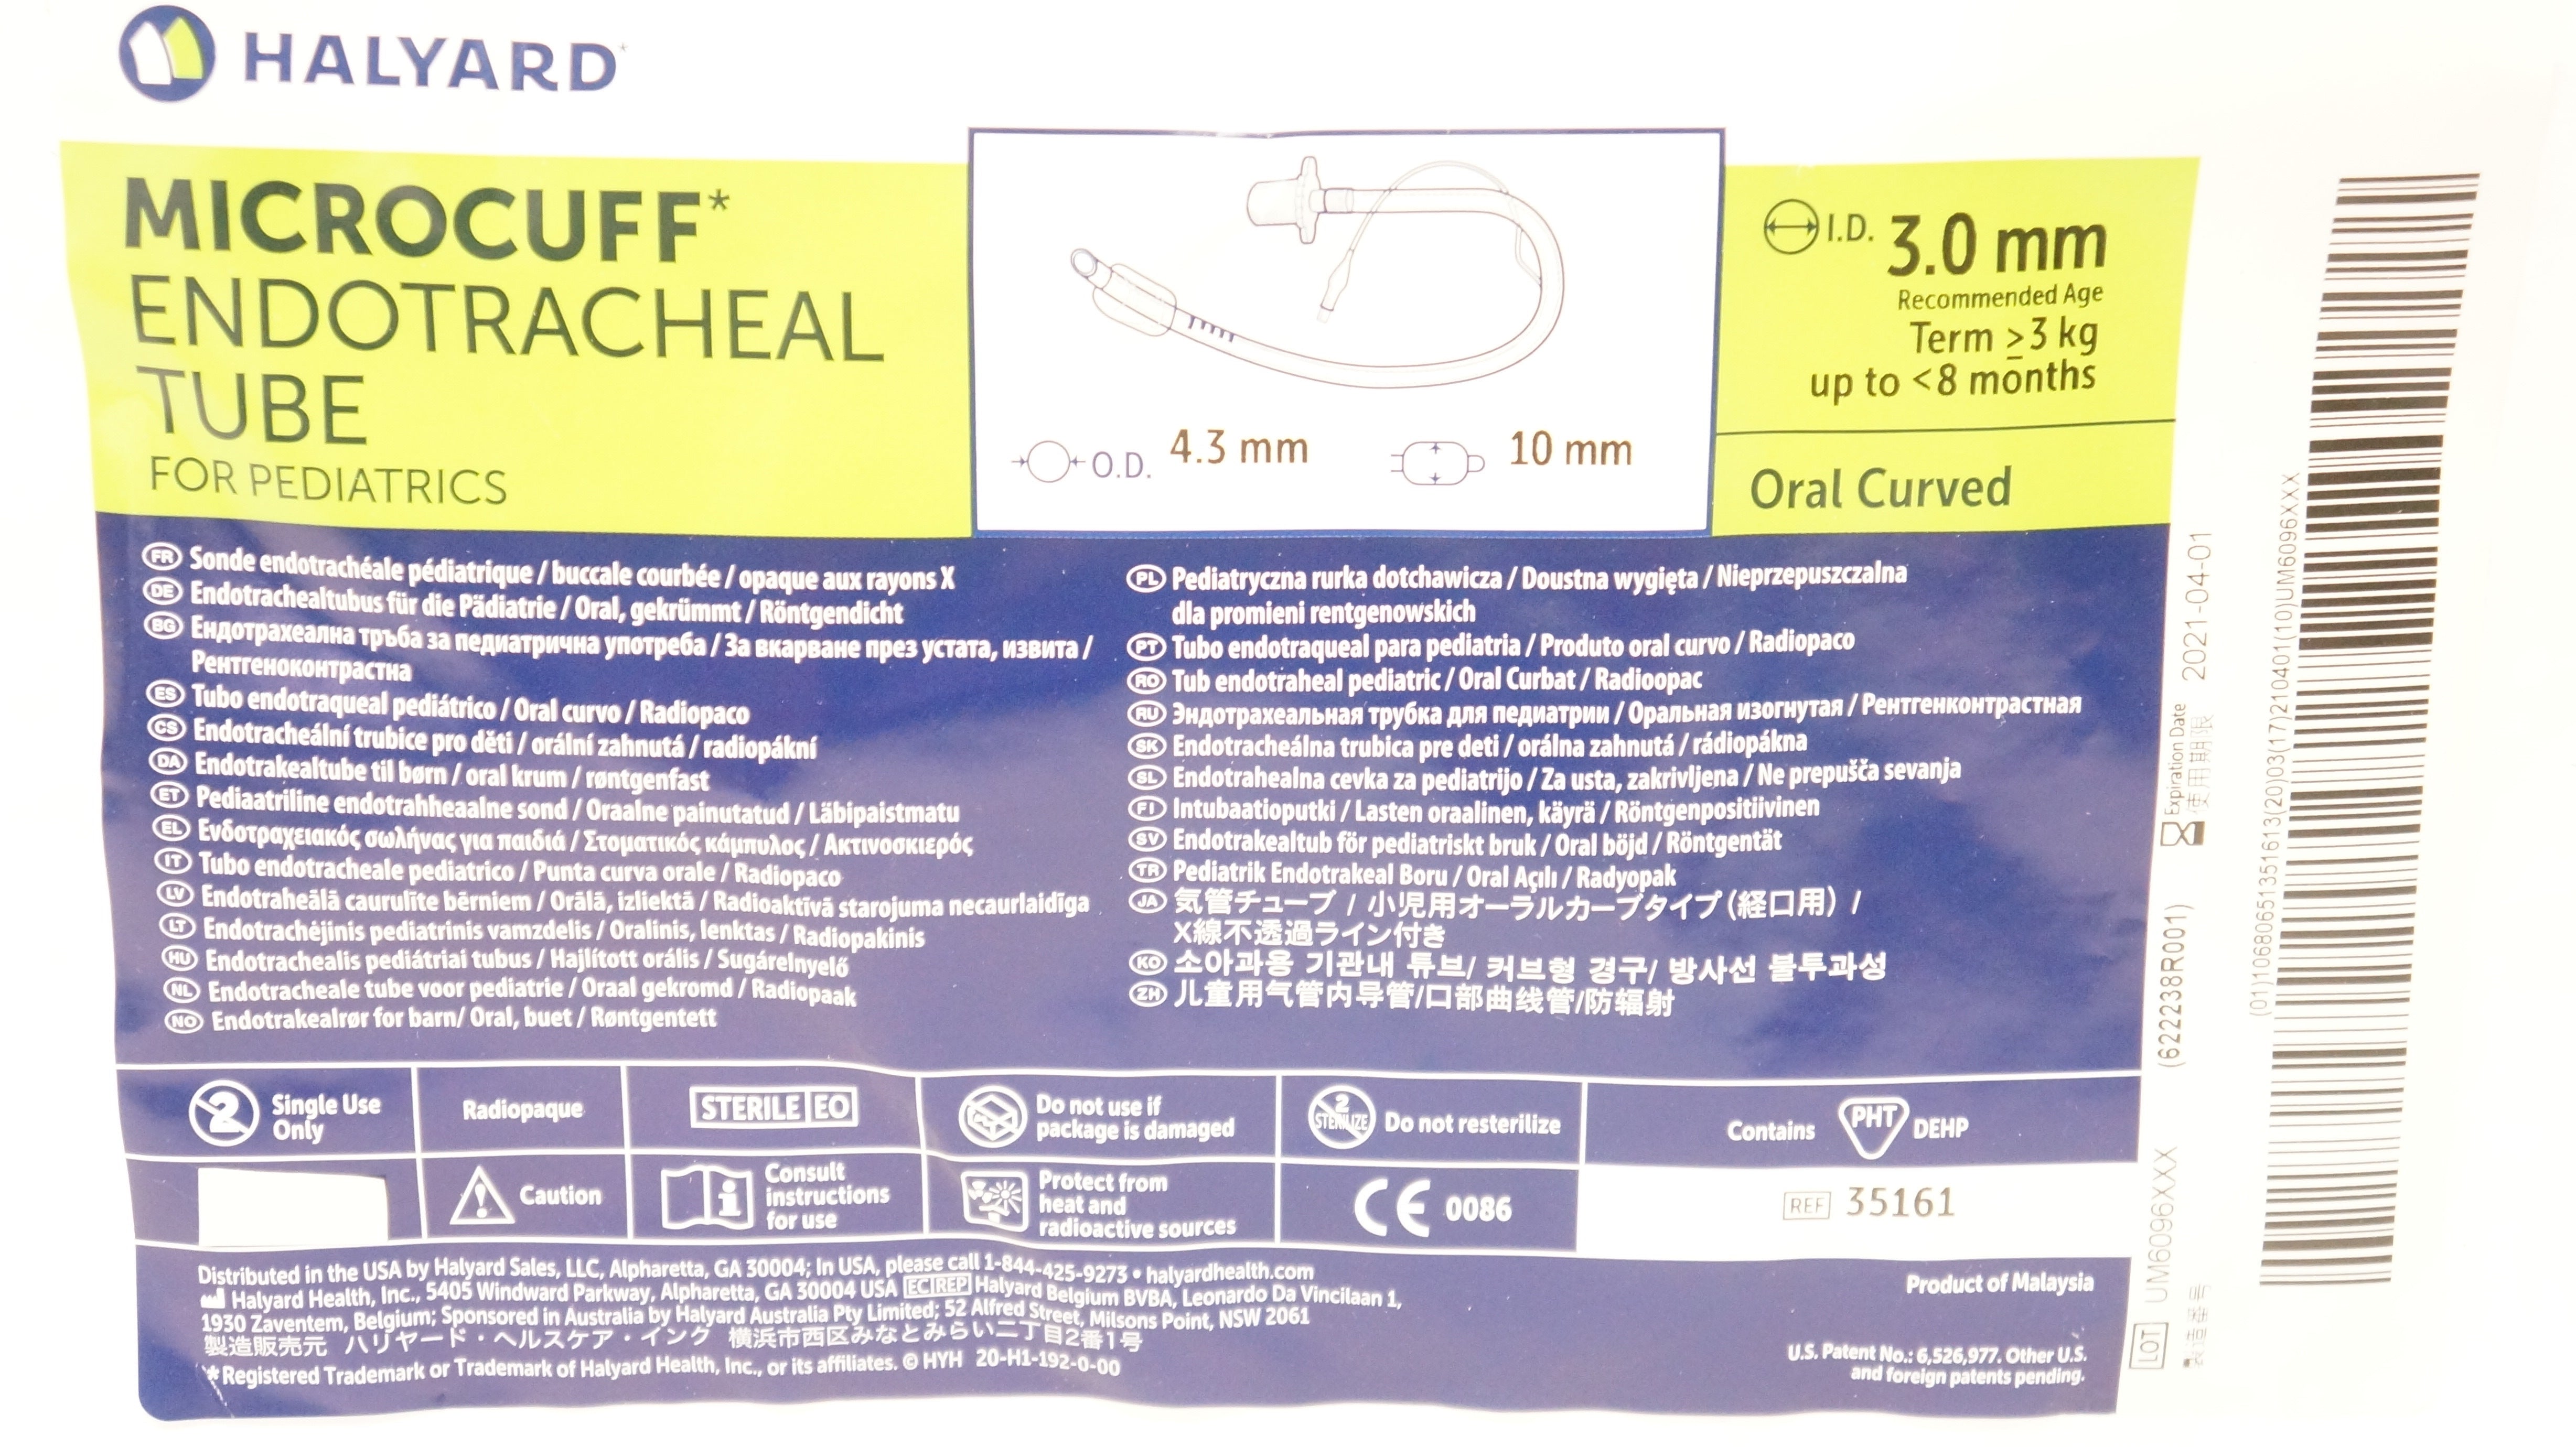 HALYARD*
MICROCUFF*
ENDOTRACHEAL
TUBE
FOR PEDIATRICS
O.D. 4.3 mm
10 mm
I.D. 3.0 mm
Recommended Age
Term ≥3 kg
up to <8 months
Oral Curved
FR Sonde endotrachéale pédiatrique / buccale courbée / opaque aux rayons X
DE Endotrachealtubus für die Pädiatrie / Oral, gekrümmt / Röntgendicht
BG Ендотрахеална тръба за педиатрична употреба / За вкарване през устата, извита /
Рентгеноконтрастна
ES Tubo endotraqueal pediátrico / Oral curvo / Radiopaco
CS Endotracheální trubice pro děti / orální zahnutá / radiopákní
DA Endotrakealtube til børn / oral krum / røntgenfast
ET Pediaatriline endotrahheaalne sond / Oraalne painutatud / Läbipaistmatu
EL Ενδοτραχειακός σωλήνας για παιδιά / Στοματικός κάμπυλος / Ακτινοσκιερός
IT Tubo endotracheale pediatrico / Punta curva orale / Radiopaco
LV Endotraheālā caurulīte bērniem / Orālā, izliektā / Radioaktīvā starojuma necaurlaidīga
LT Endotrachėjinis pediatrinis vamzdelis / Oralinis, lenktas / Radiopakinis
HU Endotrachealis pediátriai tubus / Hajlított orális / Sugárelnyelő
NL Endotracheale tube voor pediatrie / Oraal gekromd / Radiopaak
NO Endotrakealrør for barn/ Oral, buet / Røntgentett
PL Pediatryczna rurka dotchawicza / Doustna wygięta / Nieprzepuszczalna
dla promieni rentgenowskich
PT Tubo endotraqueal para pediatria / Produto oral curvo / Radiopaco
RO Tub endotraheal pediatric / Oral Curbat / Radioopac
RU Эндотрахеальная трубка для педиатрии / Оральная изогнутая / Рентгенконтрастная
SK Endotracheálna trubica pre deti / orálna zahnutá / rádiopákna
SL Endotrahealna cevka za pediatrijo / Za usta, zakrivljena / Ne prepušča sevanja
FI Intubaatioputki / Lasten oraalinen, käyrä / Röntgenpositiivinen
SV Endotrakealtub för pediatriskt bruk / Oral böjd / Röntgentät
TR Pediatrik Endotrakeal Boru / Oral Açılı / Radyopak
JA 気管チューブ / 小児用オーラルカーブタイプ (経口用) /
X線不透過ライン付き
KO 소아과용 기관내 튜브/ 커브형 경구/ 방사선 불투과성
ZH 儿童用气管内导管/口部曲线管/防辐射
2 Single Use
Only
Radiopaque
STERILE EO
Do not use if
package is damaged
2 STERILIZE Do not resterilize
Contains PHT DEHP
Caution
Consult
instructions
for use
Protect from
heat and
radioactive sources
CE 0086
REF 35161
Distributed in the USA by Halyard Sales, LLC, Alpharetta, GA 30004; In USA, please call 1-844-425-9273 • halyardhealth.com
Halyard Health, Inc., 5405 Windward Parkway, Alpharetta, GA 30004 USA EC REP Halyard Belgium BVBA, Leonardo Da Vincilaan 1,
1930 Zaventem, Belgium; Sponsored in Australia by Halyard Australia Pty Limited; 52 Alfred Street, Milsons Point, NSW 2061
製造販売元 ハリヤード・ヘルスケア・インク 横浜市西区みなとみらい二丁目2番1号
* Registered Trademark or Trademark of Halyard Health, Inc., or its affiliates. © HYH 20-H1-192-0-00
Product of Malaysia
U.S. Patent No.: 6,526,977. Other U.S.
and foreign patents pending.
Expiration Date 2021-04-01
使用期限
(622238R001)
LOT UM6096XXX
製造番号
(01)10680651351613(20)03(17)210401(10)UM6096XXX